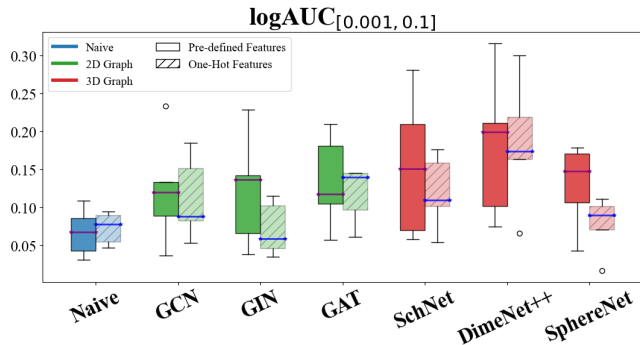 logAUC[0.001, 0.1]
Naive
2D Graph
3D Graph
Pre-defined Features
One-Hot Features
0.30
0.25
0.20
0.15
0.10
0.05
Naive
GCN
GIN
GAT
SchNet
DimeNet++
SphereNet